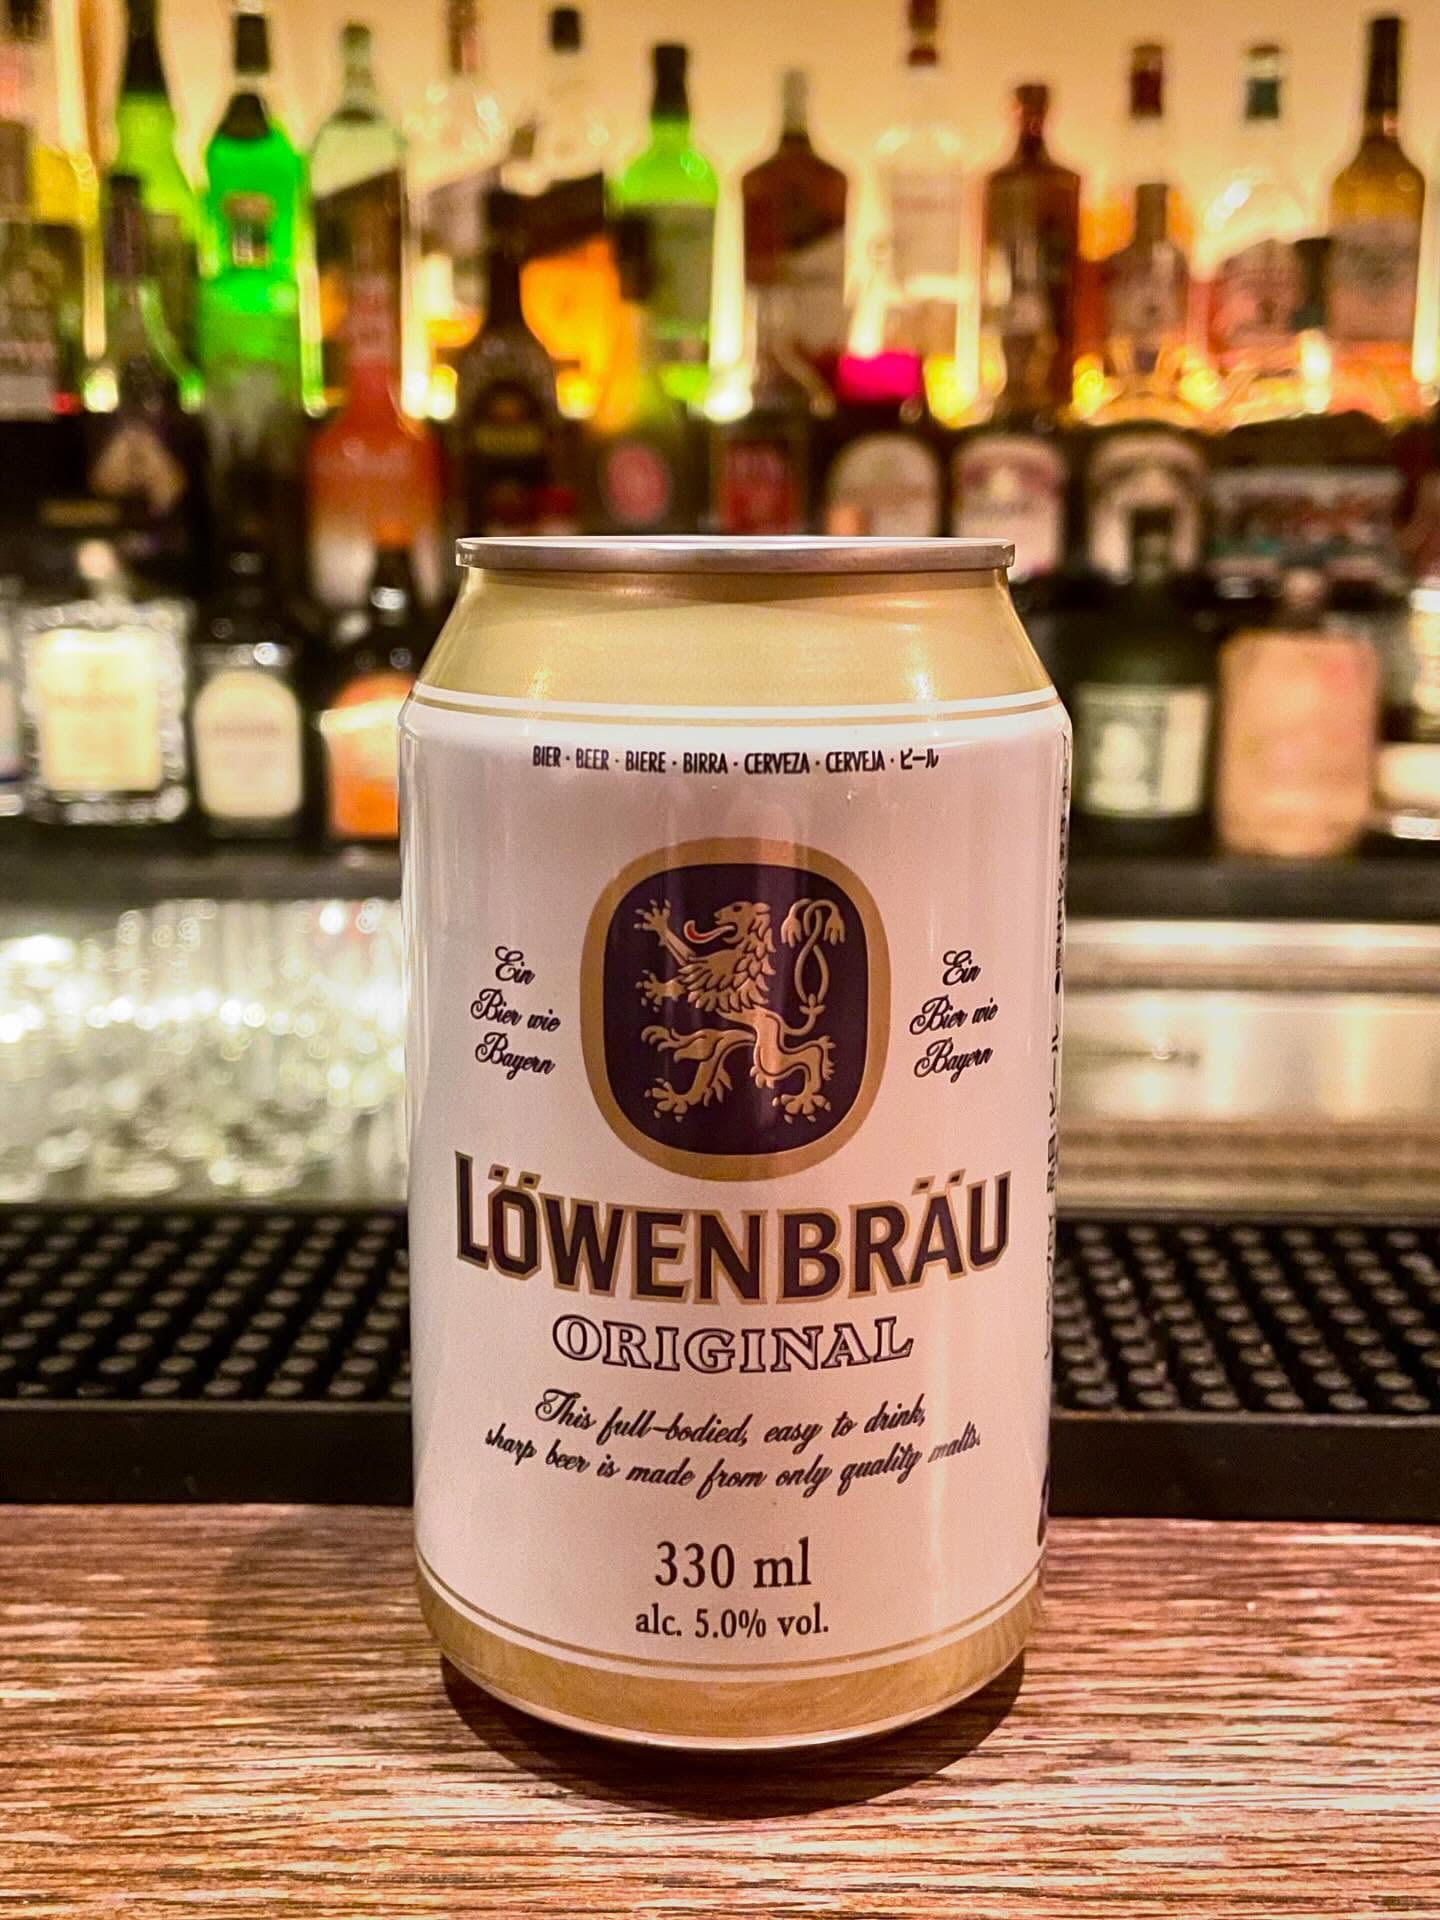 BIER · BEER · BIERE · BIRRA · CERVEZA · CERVEJA · ビール
Ein
Bier wie
Bayern
Ein
Bier wie
Bayern
LÖWENBRÄU
ORIGINAL
This full-bodied, easy to drink,
sharp beer is made from only quality malts.
330 ml
alc. 5.0% vol.